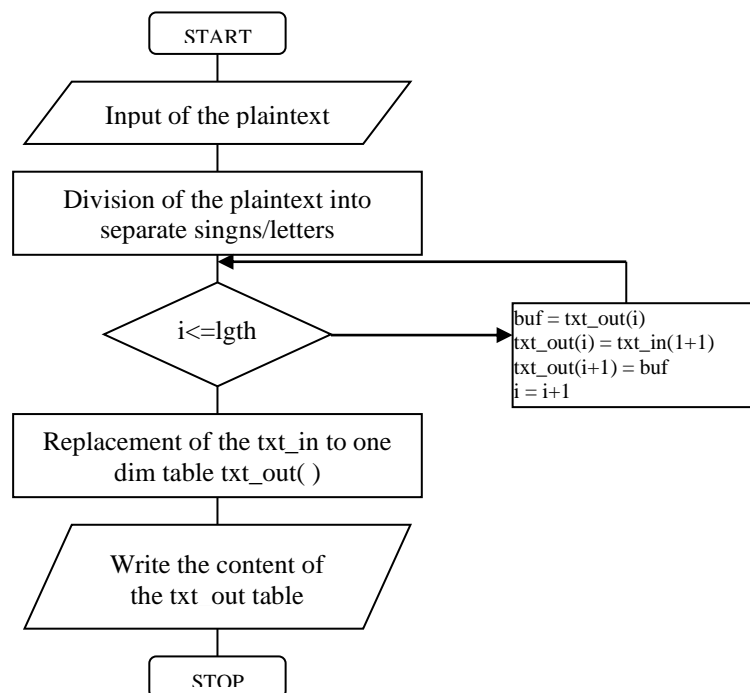 START
Input of the plaintext
Division of the plaintext into
separate singns/letters
i<=lgth
buf = txt_out(i)
txt_out(i) = txt_in(1+1)
txt_out(i+1) = buf
i = i+1
Replacement of the txt_in to one
dim table txt_out( )
Write the content of
the txt_out table
STOP